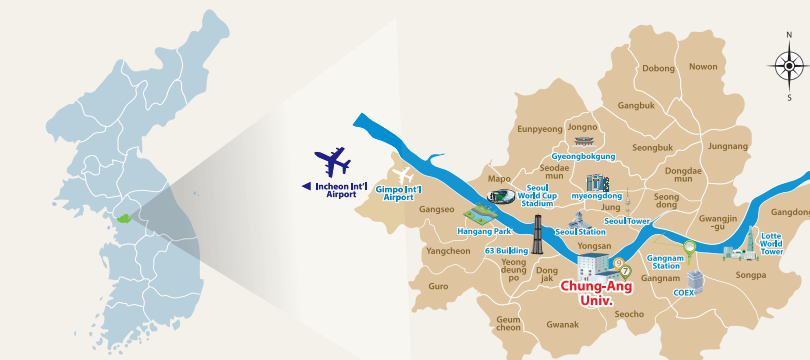 N
S
Dobong
Nowon
Gangbuk
Eunpyeong
Jongno
Gyeongbokgung
Seongbuk
Jungnang
Seodae
mun
Dongdae
mun
Mapo
Incheon Int'l
Airport
Gimpo Int'l
Airport
Seoul
World Cup
Stadium
myeongdong
Jung
Seong
dong
Gangseo
Hangang Park
Seoul Station
Seoul Tower
Gwangjin
-gu
Gangdong
Lotte
World
Tower
Yangcheon
63 Building
Yongsan
Gangnam
Station
Yeong
deung
po
Dong
jak
9
7
Gangnam
Songpa
Guro
Chung-Ang
Univ.
COEX
Seocho
Geum
cheon
Gwanak